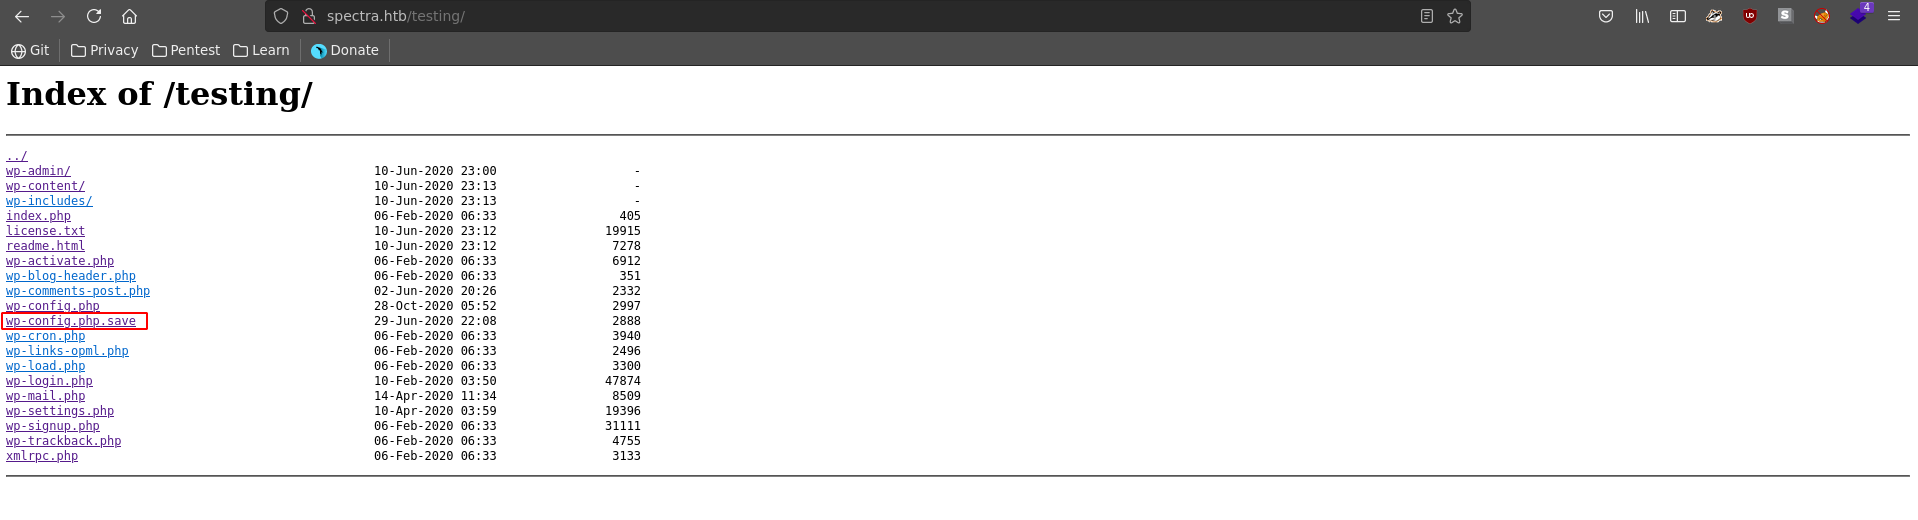 spectra.htb/testing/
4
Git Privacy Pentest Learn Donate
Index of /testing/
../
wp-admin/ 10-Jun-2020 23:00 -
wp-content/ 10-Jun-2020 23:13 -
wp-includes/ 10-Jun-2020 23:13 -
index.php 06-Feb-2020 06:33 405
license.txt 10-Jun-2020 23:12 19915
readme.html 10-Jun-2020 23:12 7278
wp-activate.php 06-Feb-2020 06:33 6912
wp-blog-header.php 06-Feb-2020 06:33 351
wp-comments-post.php 02-Jun-2020 20:26 2332
wp-config.php 28-Oct-2020 05:52 2997
wp-config.php.save 29-Jun-2020 22:08 2888
wp-cron.php 06-Feb-2020 06:33 3940
wp-links-opml.php 06-Feb-2020 06:33 2496
wp-load.php 06-Feb-2020 06:33 3300
wp-login.php 10-Feb-2020 03:50 47874
wp-mail.php 14-Apr-2020 11:34 8509
wp-settings.php 10-Apr-2020 03:59 19396
wp-signup.php 06-Feb-2020 06:33 31111
wp-trackback.php 06-Feb-2020 06:33 4755
xmlrpc.php 06-Feb-2020 06:33 3133